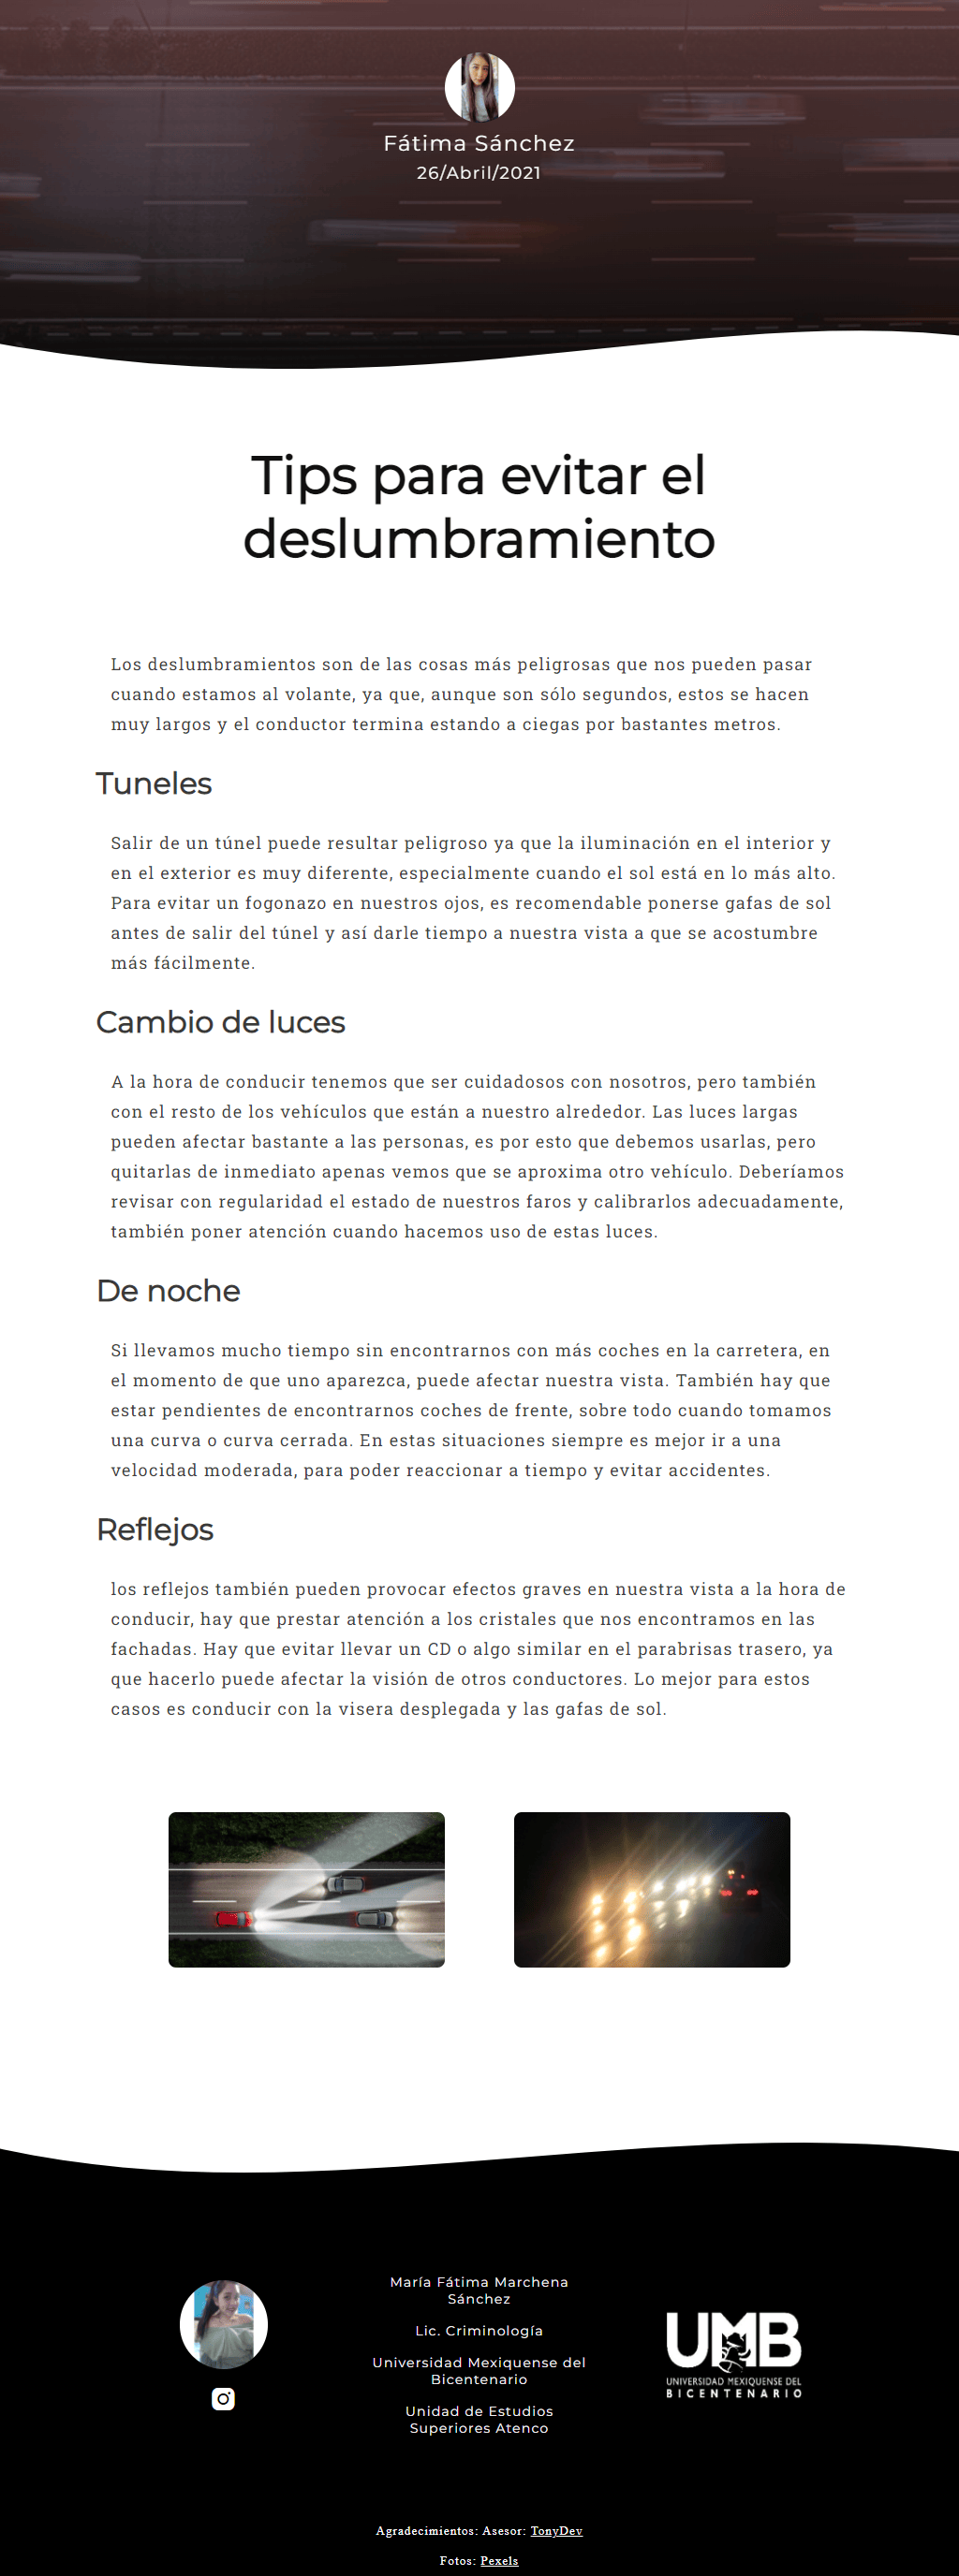 Fátima Sánchez
26/Abril/2021
Tips para evitar el
deslumbramiento
Los deslumbramientos son de las cosas más peligrosas que nos pueden pasar
cuando estamos al volante, ya que, aunque son sólo segundos, estos se hacen
muy largos y el conductor termina estando a ciegas por bastantes metros.
Tuneles
Salir de un túnel puede resultar peligroso ya que la iluminación en el interior y
en el exterior es muy diferente, especialmente cuando el sol está en lo más alto.
Para evitar un fogonazo en nuestros ojos, es recomendable ponerse gafas de sol
antes de salir del túnel y así darle tiempo a nuestra vista a que se acostumbre
más fácilmente.
Cambio de luces
A la hora de conducir tenemos que ser cuidadosos con nosotros, pero también
con el resto de los vehículos que están a nuestro alrededor. Las luces largas
pueden afectar bastante a las personas, es por esto que debemos usarlas, pero
quitarlas de inmediato apenas vemos que se aproxima otro vehículo. Deberíamos
revisar con regularidad el estado de nuestros faros y calibrarlos adecuadamente,
también poner atención cuando hacemos uso de estas luces.
De noche
Si llevamos mucho tiempo sin encontrarnos con más coches en la carretera, en
el momento de que uno aparezca, puede afectar nuestra vista. También hay que
estar pendientes de encontrarnos coches de frente, sobre todo cuando tomamos
una curva o curva cerrada. En estas situaciones siempre es mejor ir a una
velocidad moderada, para poder reaccionar a tiempo y evitar accidentes.
Reflejos
los reflejos también pueden provocar efectos graves en nuestra vista a la hora de
conducir, hay que prestar atención a los cristales que nos encontramos en las
fachadas. Hay que evitar llevar un CD o algo similar en el parabrisas trasero, ya
que hacerlo puede afectar la visión de otros conductores. Lo mejor para estos
casos es conducir con la visera desplegada y las gafas de sol.
María Fátima Marchena
Sánchez
Lic. Criminología
Universidad Mexiquense del
Bicentenario
Unidad de Estudios
Superiores Atenco
UMB
UNIVERSIDAD MEXIQUENSE DEL
BICENTENARIO
Agradecimientos: Asesor: TonyDev
Fotos: Pexels